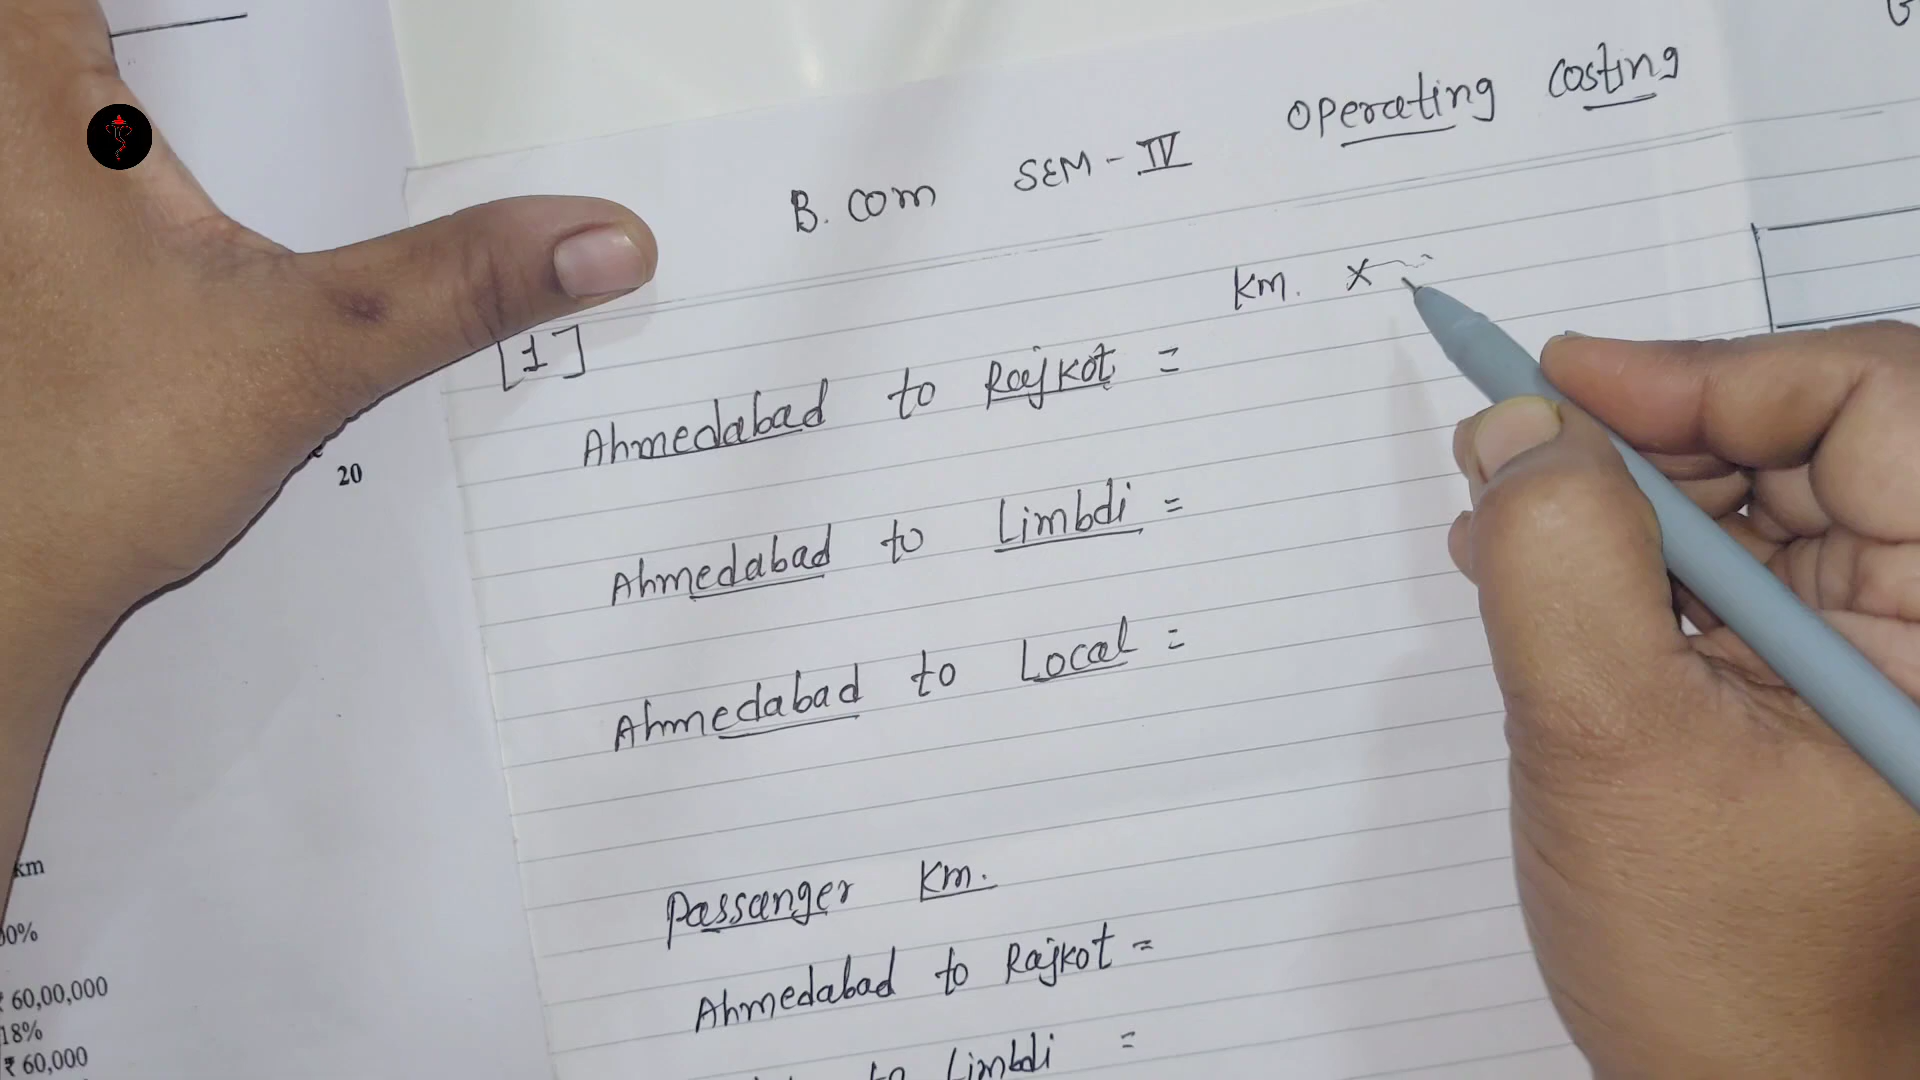 B. com SEM - IV Operating Costing
km. ×
[1]
Ahmedabad to Rajkot =
Ahmedabad to Limbdi =
Ahmedabad to Local =
Passanger Km.
Ahmedabad to Rajkot =
to Limbdi =
20
km
00%
₹ 60,00,000
18%
₹ 60,000